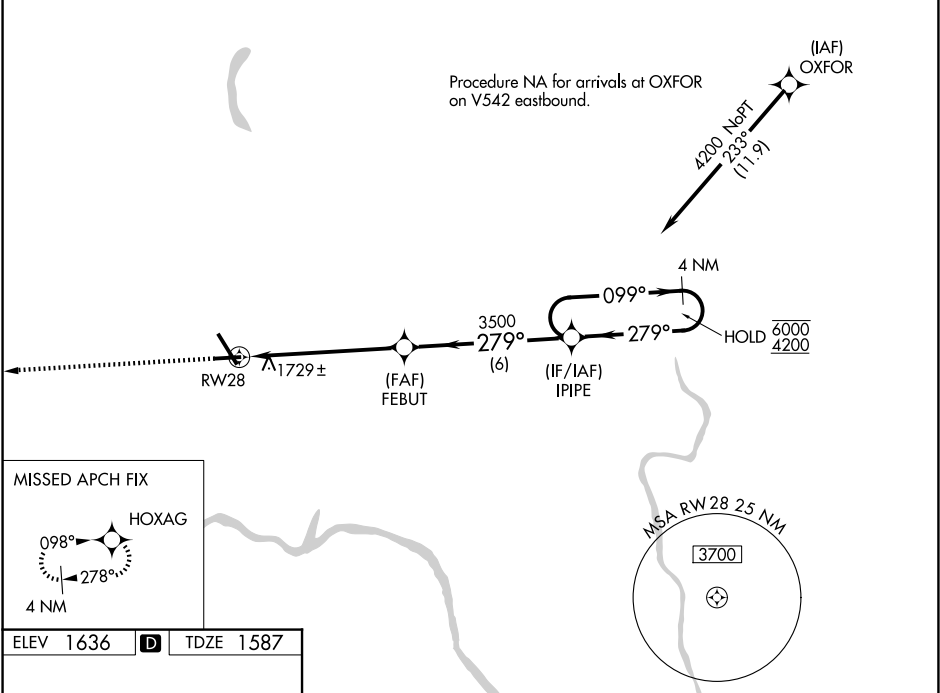 (IAF)
OXFOR
Procedure NA for arrivals at OXFOR
on V542 eastbound.
4200 NoPT
233°
(11.9)
4 NM
099°
279°
HOLD 6000
4200
3500
279°
(6)
1729 ±
RW28
(FAF)
FEBUT
(IF/IAF)
IPIPE
MISSED APCH FIX
HOXAG
098°
278°
4 NM
MSA RW28 25 NM
3700
ELEV 1636 D TDZE 1587